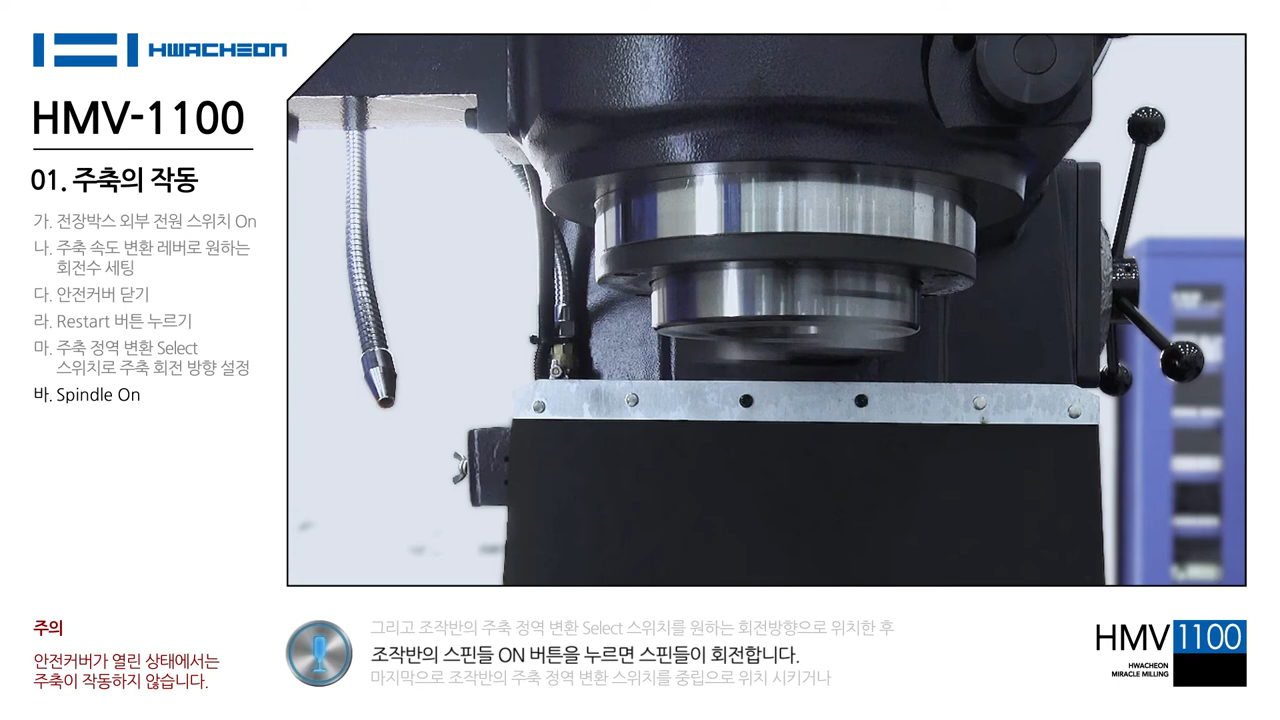 HWACHEON
HMV-1100
01. 주축의 작동
가. 전장박스 외부 전원 스위치 On
나. 주축 속도 변환 레버로 원하는
회전수 세팅
다. 안전커버 닫기
라. Restart 버튼 누르기
마. 주축 정역 변환 Select
스위치로 주축 회전 방향 설정
바. Spindle On
주의
안전커버가 열린 상태에서는
주축이 작동하지 않습니다.
그리고 조작반의 주축 정역 변환 Select 스위치를 원하는 회전방향으로 위치한 후
조작반의 스핀들 ON 버튼을 누르면 스핀들이 회전합니다.
마지막으로 조작반의 주축 정역 변환 스위치를 중립으로 위치 시키거나
HMV 1100
HWACHEON
MIRACLE MILLING